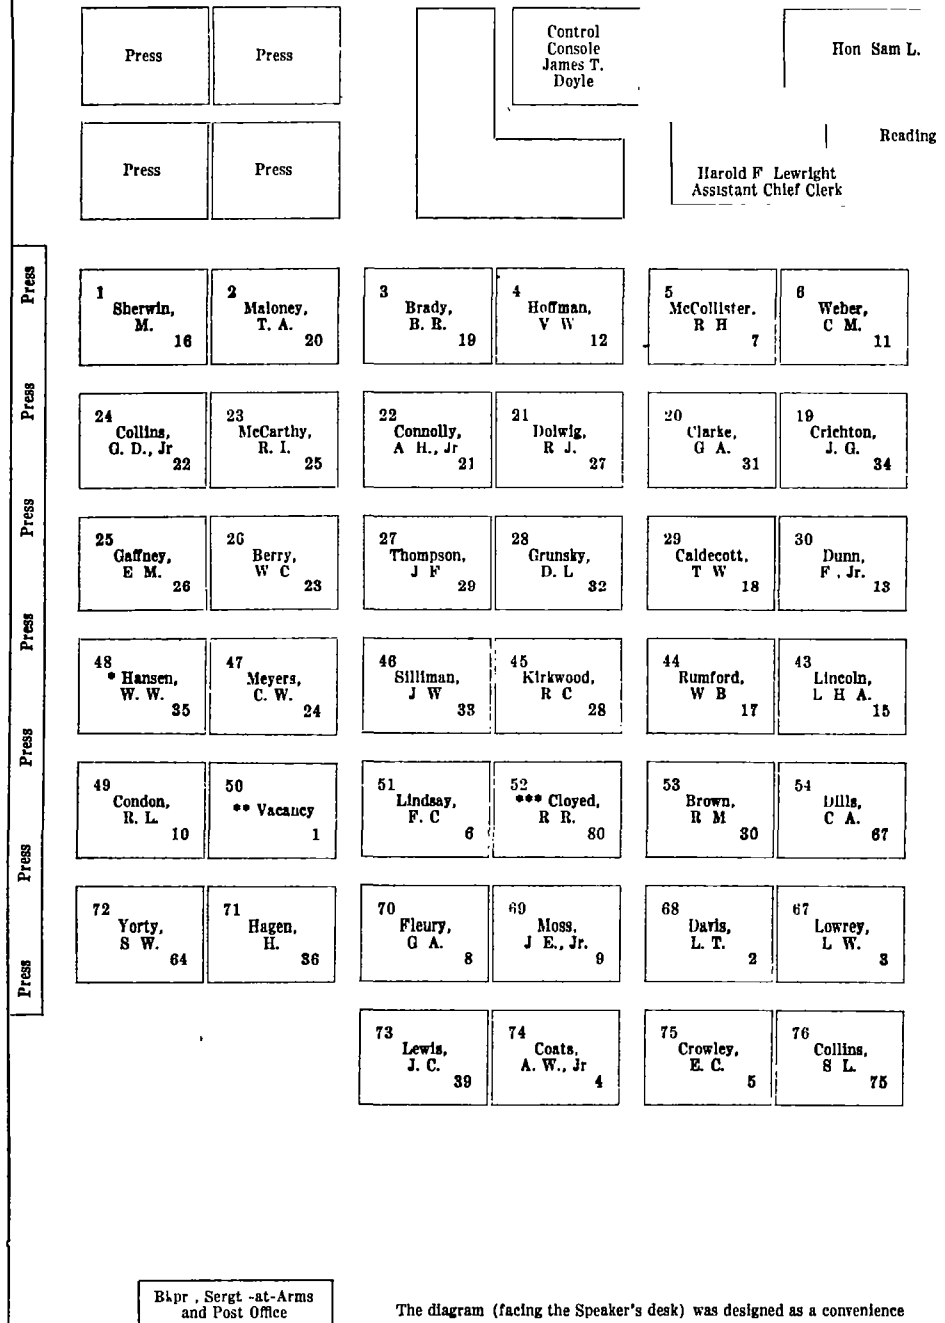 Press
Press
Control
Console
James T.
Doyle
Hon Sam L.
Reading
Press
Press
Harold F Lewright
Assistant Chief Clerk
Press
Press
Press
Press
Press
Press
Press
1
Sherwin,
M.
16
2
Maloney,
T. A.
20
3
Brady,
B. R.
19
4
Hoffman,
V W
12
5
McCollister.
R H
7
6
Weber,
C M.
11
24
Collins,
G. D., Jr
22
23
McCarthy,
R. I.
25
22
Connolly,
A H., Jr
21
21
Dolwig,
R J.
27
20
Clarke,
G A.
31
19
Crichton,
J. G.
34
25
Gaffney,
E M.
26
26
Berry,
W C
23
27
Thompson,
J F
29
28
Grunsky,
D. L
32
29
Caldecott,
T W
18
30
Dunn,
F , Jr.
13
48
* Hansen,
W. W.
35
47
Meyers,
C. W.
24
46
Silliman,
J W
33
45
Kirkwood,
R C
28
44
Rumford,
W B
17
43
Lincoln,
L H A.
15
49
Condon,
R. L.
10
50
** Vacancy
1
51
Lindsay,
F. C
6
52
*** Cloyed,
R R.
80
53
Brown,
R M
30
54
Dills,
C A.
67
72
Yorty,
S W.
64
71
Hagen,
H.
36
70
Fleury,
G A.
8
69
Moss,
J E., Jr.
9
68
Davis,
L. T.
2
67
Lowrey,
L W.
3
73
Lewis,
J. C.
39
74
Coats,
A. W., Jr
4
75
Crowley,
E. C.
5
76
Collins,
S L.
75
Bkpr , Sergt -at-Arms
and Post Office
The diagram (facing the Speaker's desk) was designed as a convenience